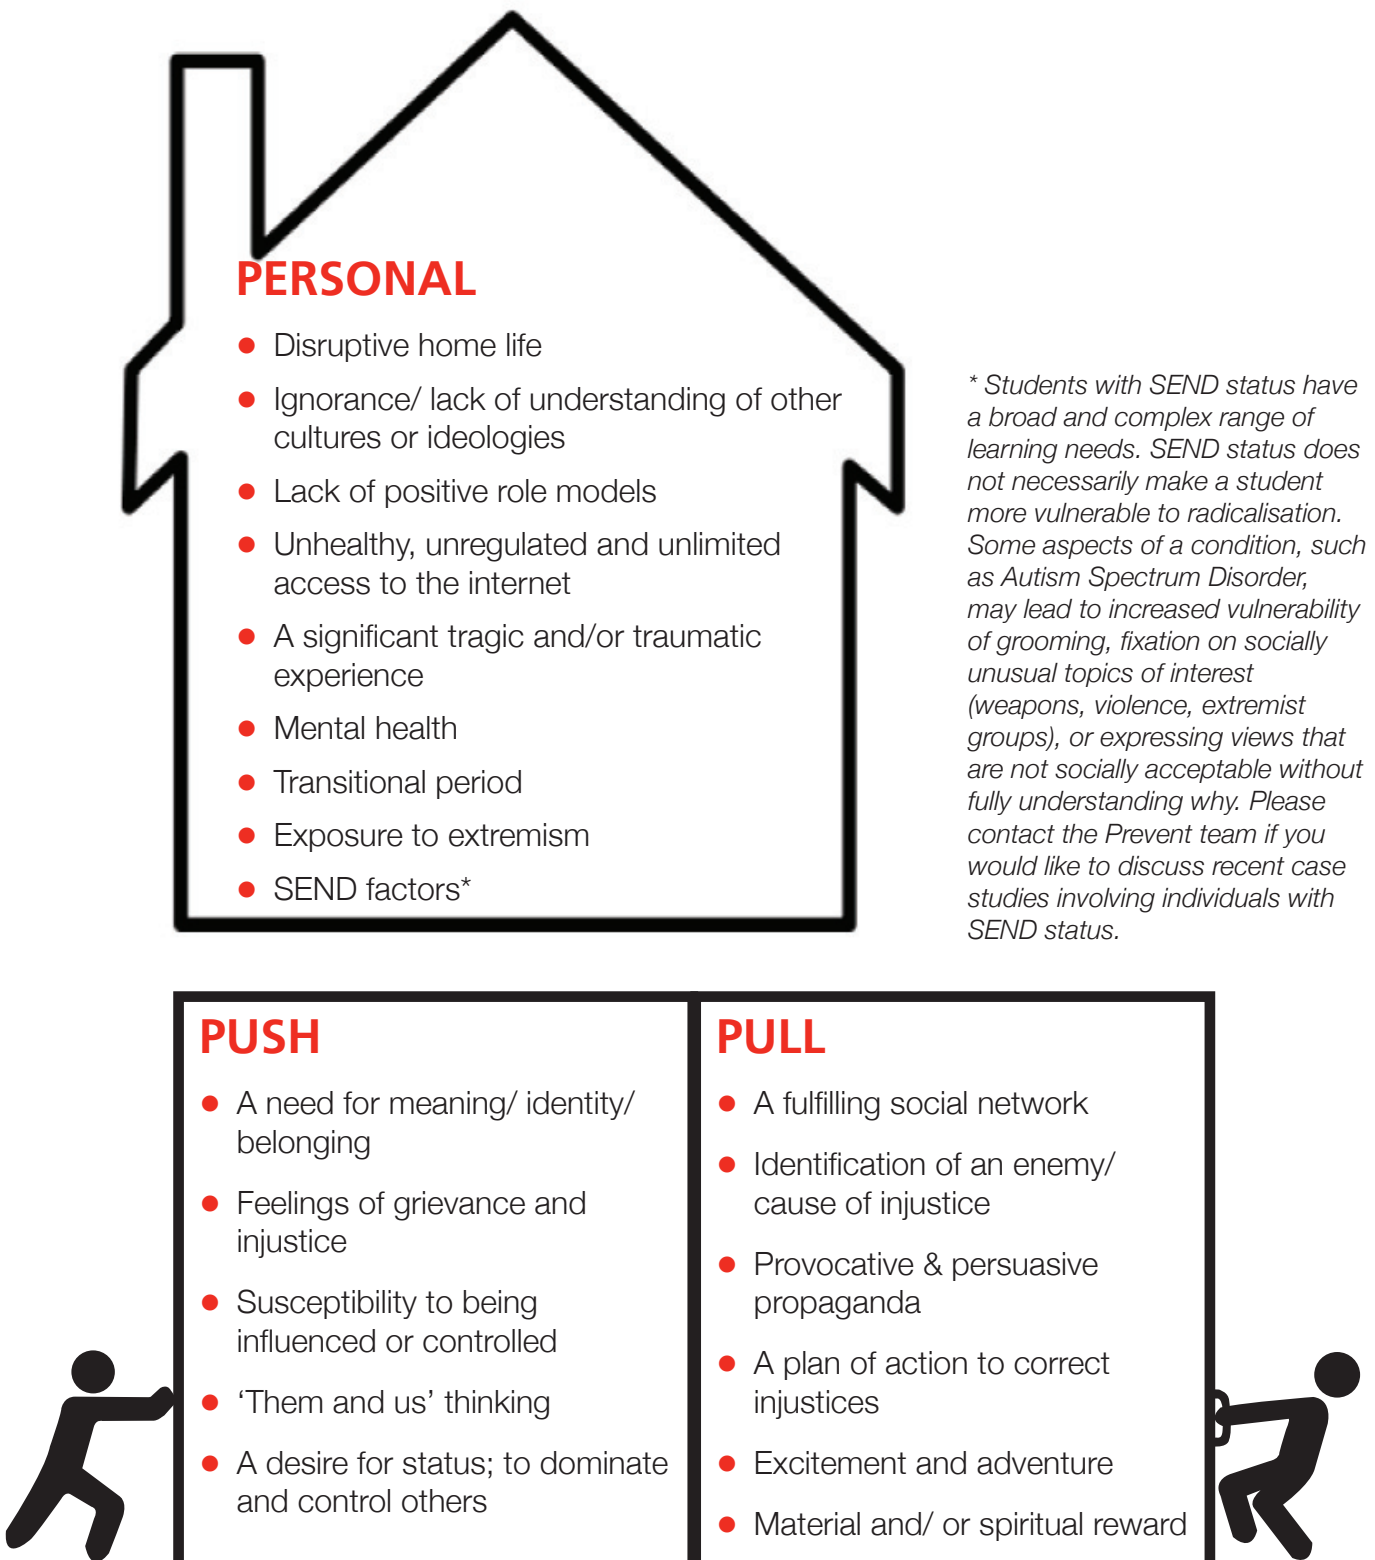 PERSONAL
● Disruptive home life
● Ignorance/ lack of understanding of other
cultures or ideologies
● Lack of positive role models
● Unhealthy, unregulated and unlimited
access to the internet
● A significant tragic and/or traumatic
experience
● Mental health
● Transitional period
● Exposure to extremism
● SEND factors*
* Students with SEND status have
a broad and complex range of
learning needs. SEND status does
not necessarily make a student
more vulnerable to radicalisation.
Some aspects of a condition, such
as Autism Spectrum Disorder,
may lead to increased vulnerability
of grooming, fixation on socially
unusual topics of interest
(weapons, violence, extremist
groups), or expressing views that
are not socially acceptable without
fully understanding why. Please
contact the Prevent team if you
would like to discuss recent case
studies involving individuals with
SEND status.
PUSH
● A need for meaning/ identity/
belonging
● Feelings of grievance and
injustice
● Susceptibility to being
influenced or controlled
● ‘Them and us’ thinking
● A desire for status; to dominate
and control others
PULL
● A fulfilling social network
● Identification of an enemy/
cause of injustice
● Provocative & persuasive
propaganda
● A plan of action to correct
injustices
● Excitement and adventure
● Material and/ or spiritual reward